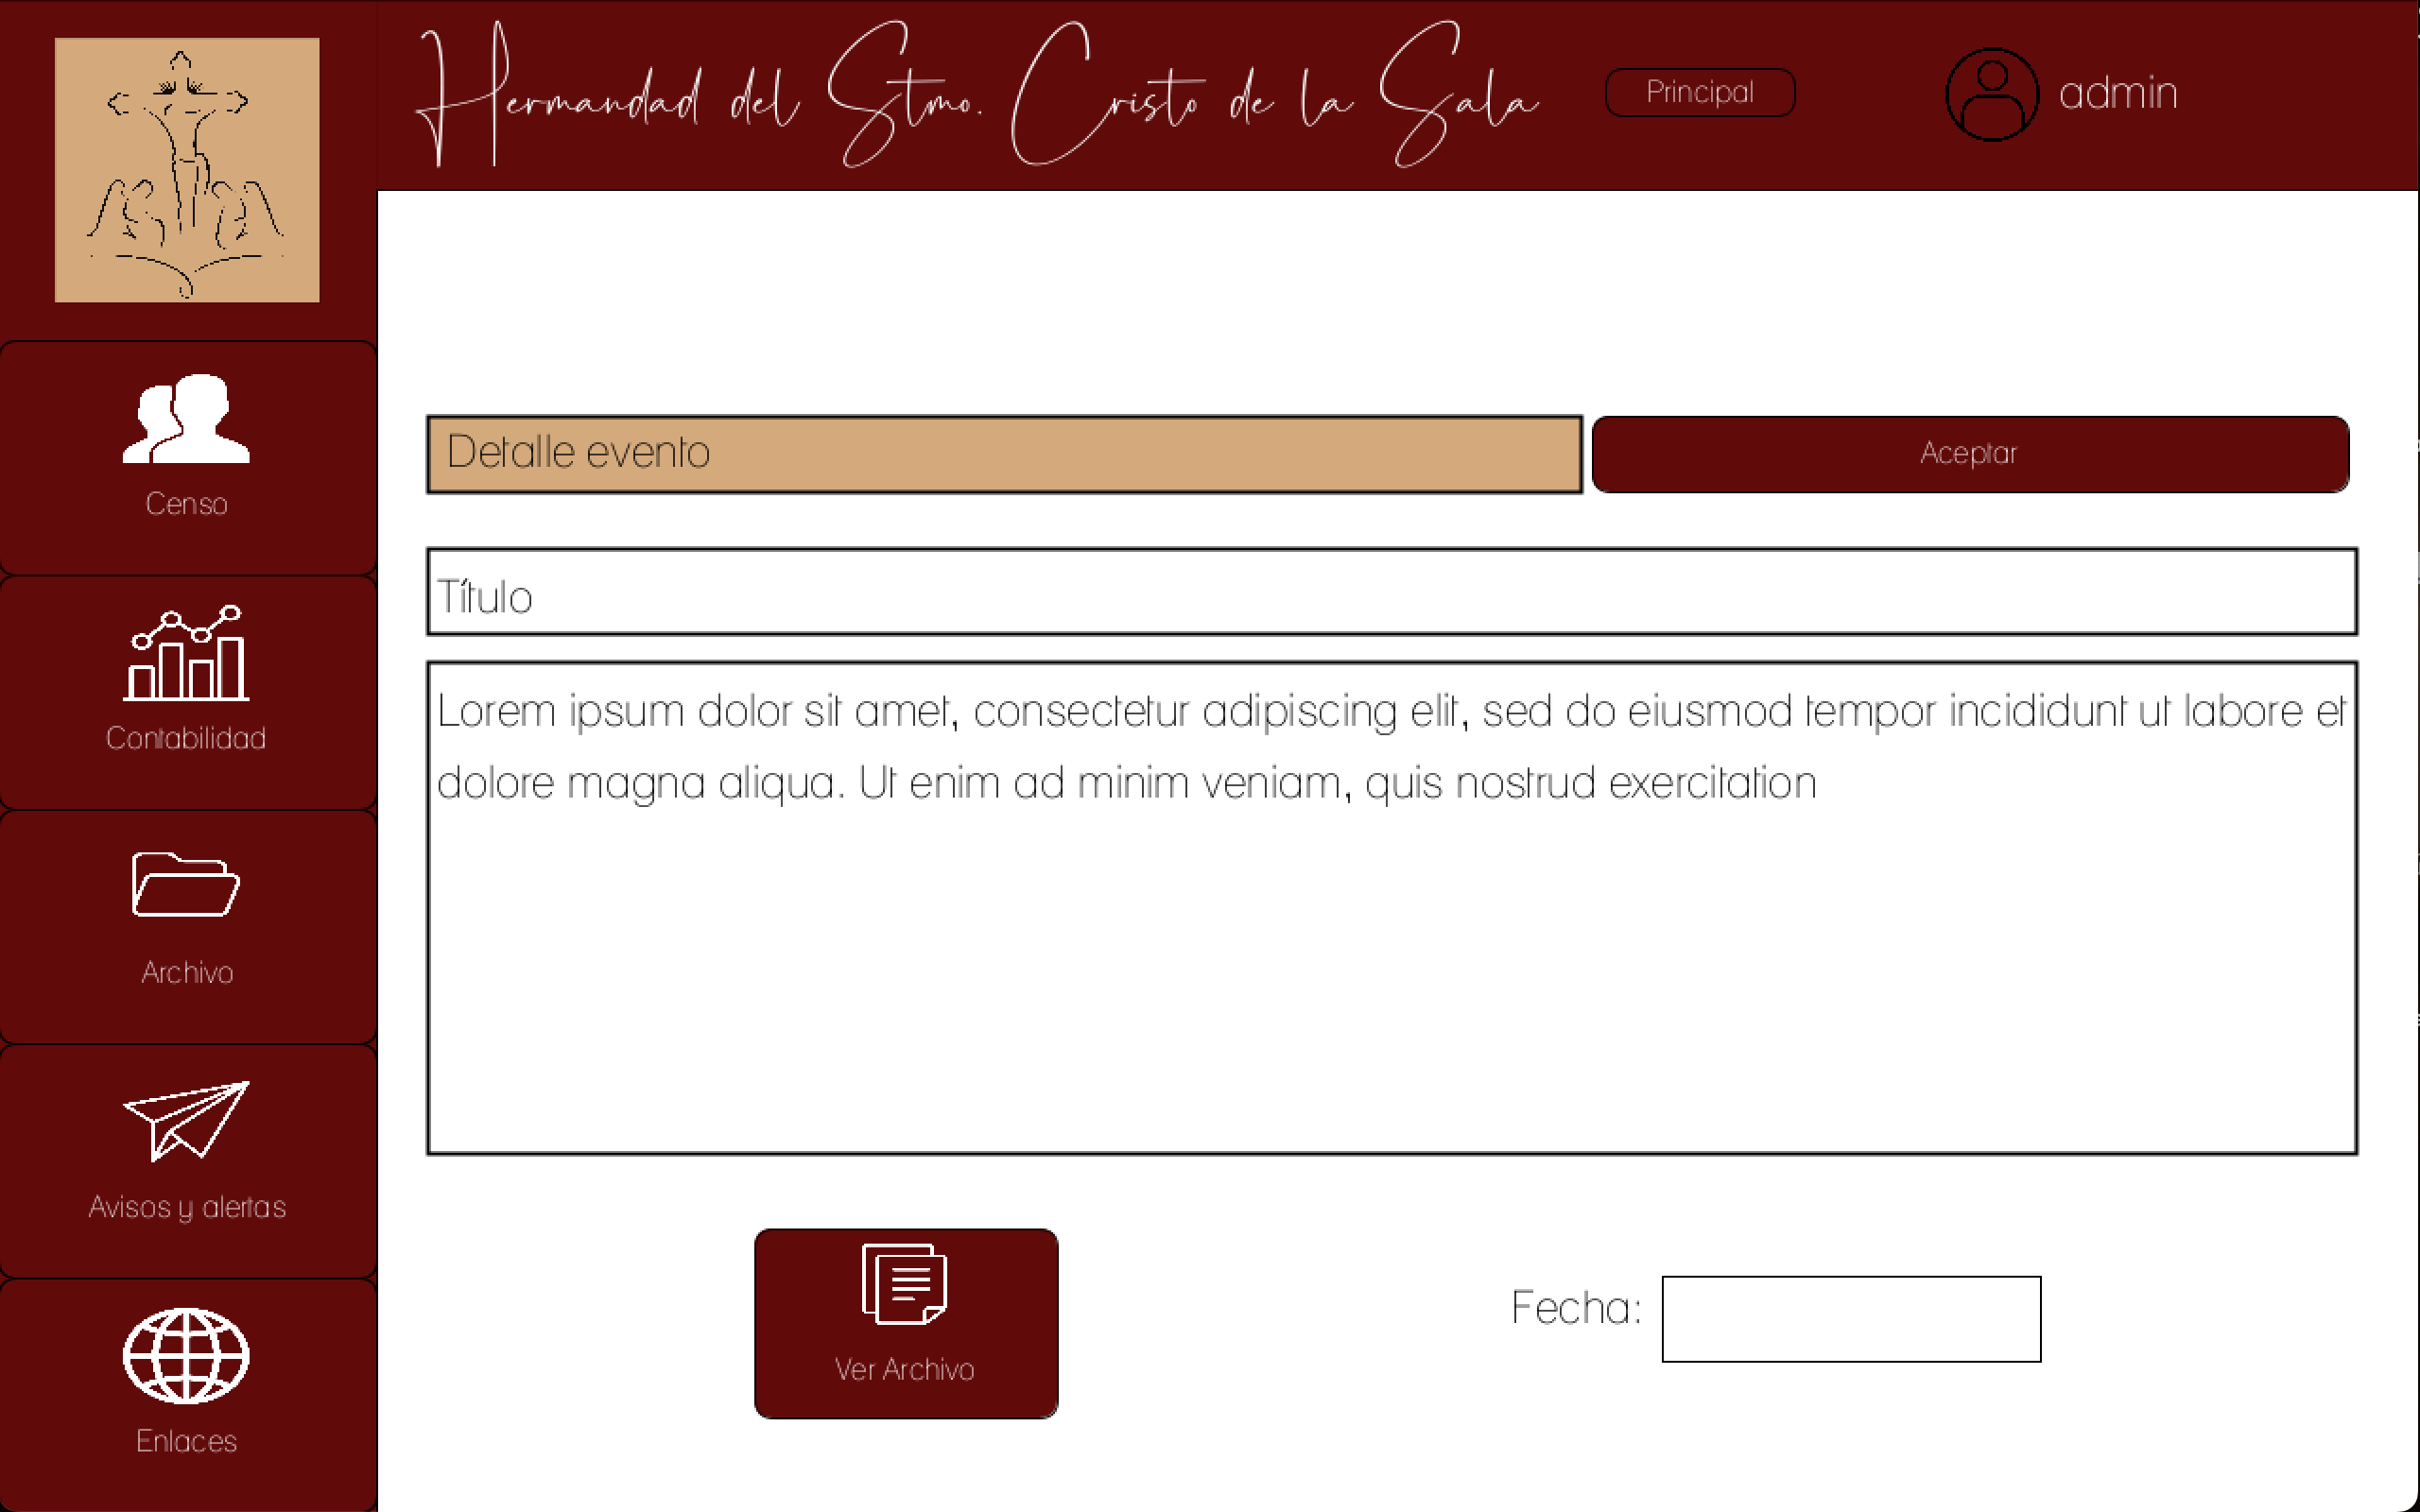 Hermandad del Stmo. Cristo de la Sala
Principal
admin
Censo
Contabilidad
Archivo
Avisos y alertas
Enlaces
Detalle evento
Aceptar
Título
Lorem ipsum dolor sit amet, consectetur adipiscing elit, sed do eiusmod tempor incididunt ut labore et
dolore magna aliqua. Ut enim ad minim veniam, quis nostrud exercitation
Ver Archivo
Fecha: